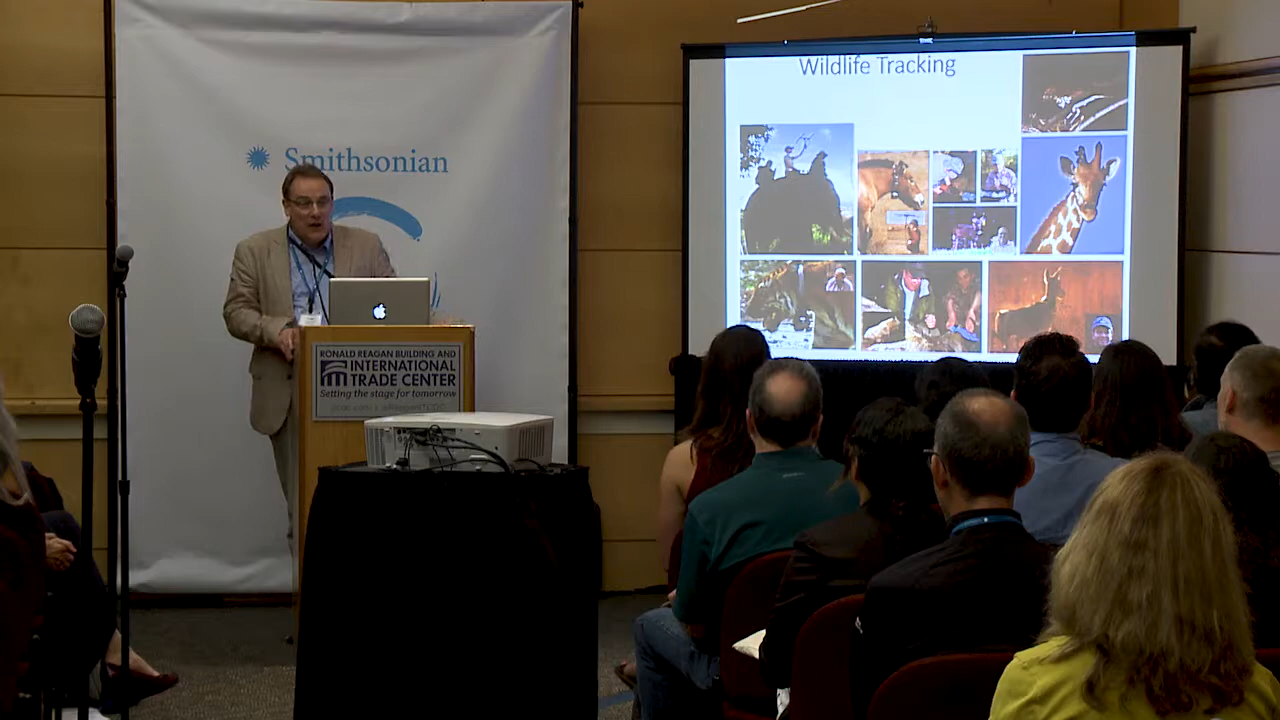 Smithsonian
Wildlife Tracking
RONALD REAGAN BUILDING AND
INTERNATIONAL
TRADE CENTER
Setting the stage for tomorrow